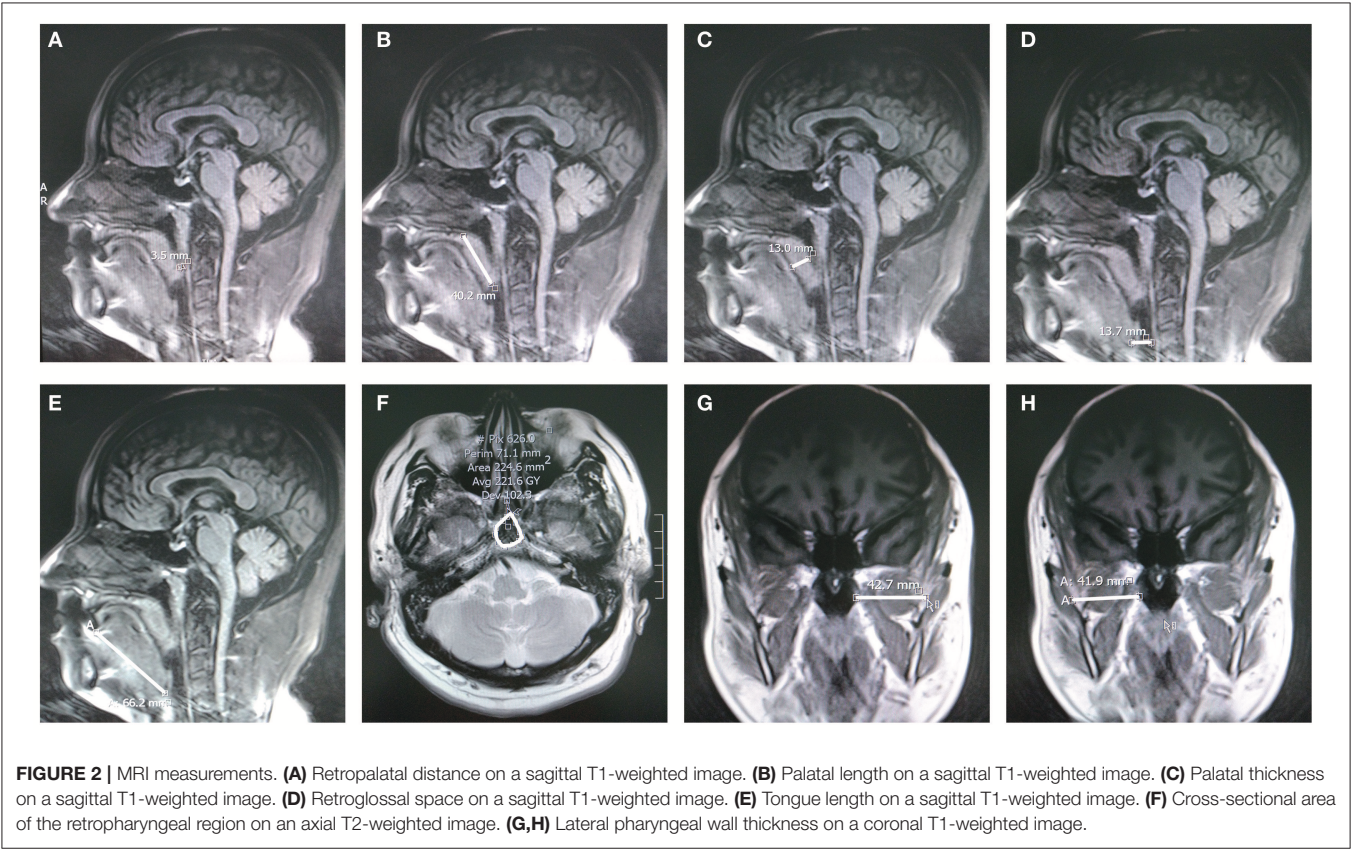 A
B
C
D
A
R
3.5 mm
40.2 mm
13.0 mm
13.7 mm
E
F
G
H
A
66.2 mm
# Pix 626.0
Perim 71.1 mm
Area 224.6 mm2
Avg 221.6 GY
Dev 102.3
42.7 mm
A: 41.9 mm
A
FIGURE 2 | MRI measurements. (A) Retropalatal distance on a sagittal T1-weighted image. (B) Palatal length on a sagittal T1-weighted image. (C) Palatal thickness
on a sagittal T1-weighted image. (D) Retroglossal space on a sagittal T1-weighted image. (E) Tongue length on a sagittal T1-weighted image. (F) Cross-sectional area
of the retropharyngeal region on an axial T2-weighted image. (G,H) Lateral pharyngeal wall thickness on a coronal T1-weighted image.